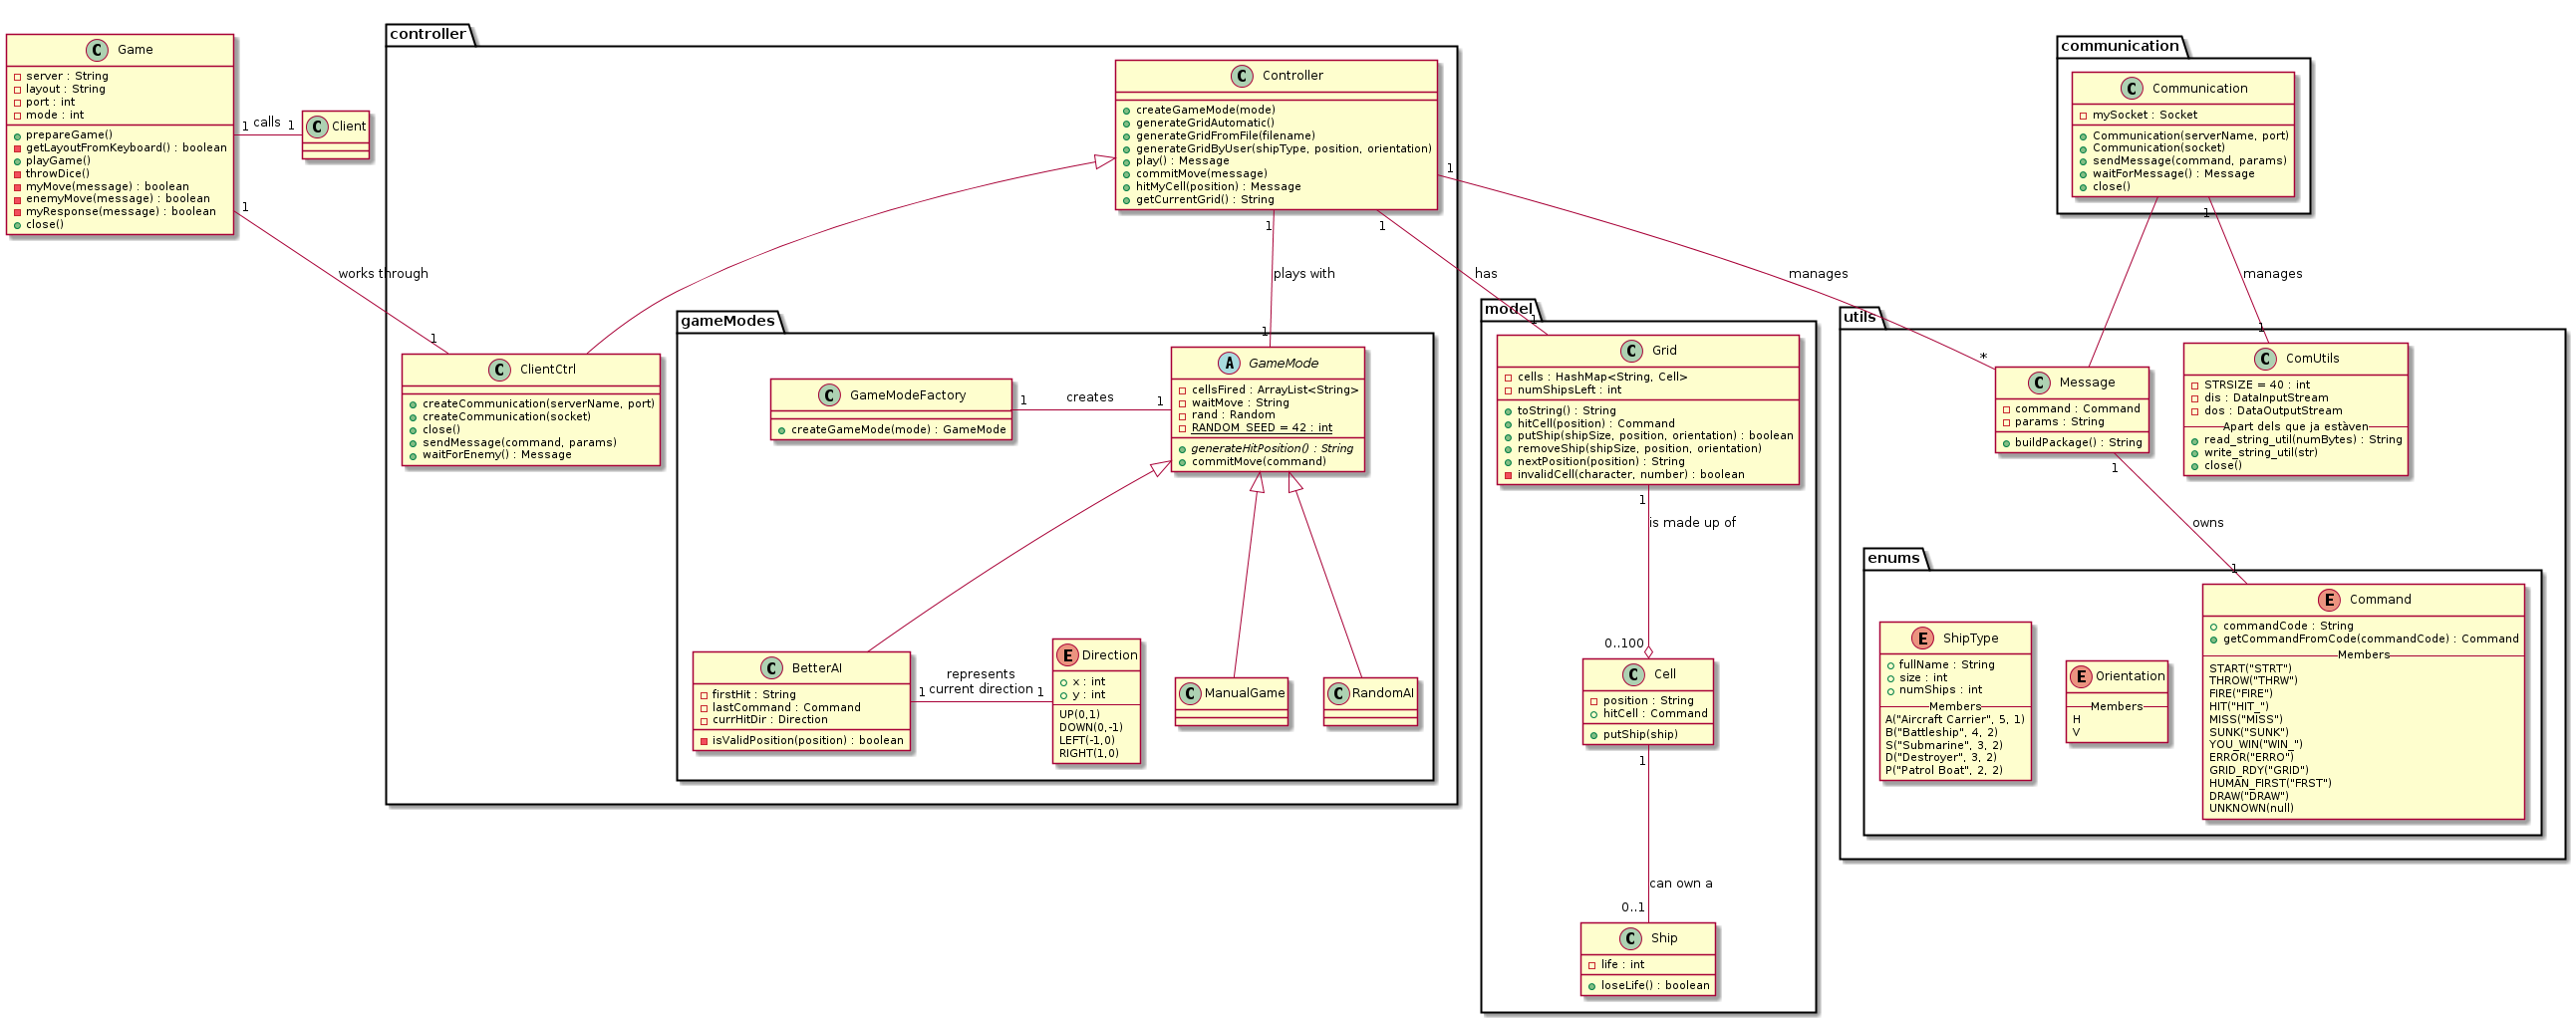 Game
server : String
layout : String
port : int
mode : int
prepareGame()
getLayoutFromKeyboard() : boolean
playGame()
throwDice()
myMove(message) : boolean
enemyMove(message) : boolean
myResponse(message) : boolean
close()
1
calls
1
Client
1
works through
1
controller
Controller
createGameMode(mode)
generateGridAutomatic()
generateGridFromFile(filename)
generateGridByUser(shipType, position, orientation)
play() : Message
commitMove(message)
hitMyCell(position) : Message
getCurrentGrid() : String
1
plays with
1
1
has
1
1
manages
*
ClientCtrl
createCommunication(serverName, port)
createCommunication(socket)
close()
sendMessage(command, params)
waitForEnemy() : Message
gameModes
GameModeFactory
createGameMode(mode) : GameMode
1
creates
1
GameMode
cellsFired : ArrayList<String>
waitMove : String
rand : Random
RANDOM_SEED = 42 : int
generateHitPosition() : String
commitMove(command)
BetterAI
firstHit : String
lastCommand : Command
currHitDir : Direction
isValidPosition(position) : boolean
represents
1 current direction 1
Direction
x : int
y : int
UP(0,1)
DOWN(0,-1)
LEFT(-1,0)
RIGHT(1,0)
ManualGame
RandomAI
model
Grid
cells : HashMap<String, Cell>
numShipsLeft : int
toString() : String
hitCell(position) : Command
putShip(shipSize, position, orientation) : boolean
removeShip(shipSize, position, orientation)
nextPosition(position) : String
invalidCell(character, number) : boolean
1
is made up of
0..100
Cell
position : String
hitCell : Command
putShip(ship)
1
can own a
0..1
Ship
life : int
loseLife() : boolean
communication
Communication
mySocket : Socket
Communication(serverName, port)
Communication(socket)
sendMessage(command, params)
waitForMessage() : Message
close()
1
manages
1
utils
Message
command : Command
params : String
buildPackage() : String
ComUtils
STRSIZE = 40 : int
dis : DataInputStream
dos : DataOutputStream
Apart dels que ja estàven
read_string_util(numBytes) : String
write_string_util(str)
close()
1
owns
1
enums
ShipType
fullName : String
size : int
numShips : int
Members
A("Aircraft Carrier", 5, 1)
B("Battleship", 4, 2)
S("Submarine", 3, 2)
D("Destroyer", 3, 2)
P("Patrol Boat", 2, 2)
Orientation
Members
H
V
Command
commandCode : String
getCommandFromCode(commandCode) : Command
Members
START("STRT")
THROW("THRW")
FIRE("FIRE")
HIT("HIT_")
MISS("MISS")
SUNK("SUNK")
YOU_WIN("WIN_")
ERROR("ERRO")
GRID_RDY("GRID")
HUMAN_FIRST("FRST")
DRAW("DRAW")
UNKNOWN(null)